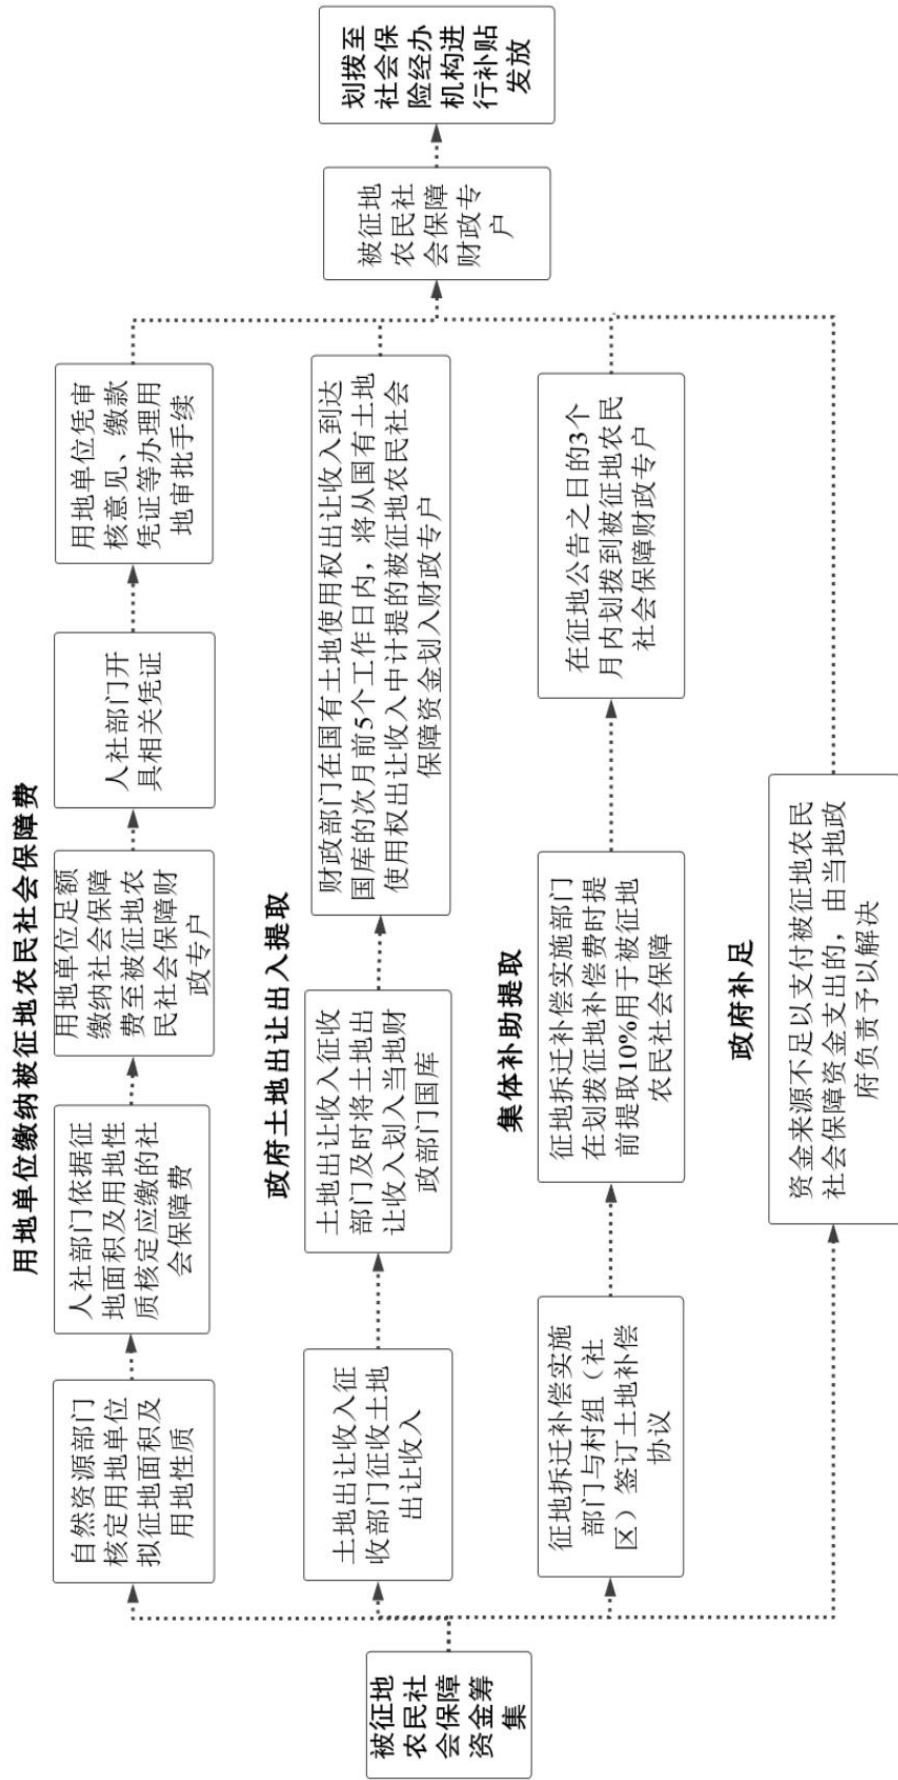 被征地
农民社
会保障
资金筹
集
用地单位缴纳被征地农民社会保障费
自然资源部门
核定用地单位
拟征地面积及
用地性质
人社部门依据征
地面积及用地性
质核定应缴的社
会保障费
用地单位足额
缴纳社会保障
费至被征地农
民社会保障财
政专户
人社部门开
具相关凭证
用地单位凭审
核意见、缴款
凭证等办理用
地审批手续
政府土地出让出入提取
土地出让收入征
收部门征收土地
出让收入
土地出让收入征收
部门及时将土地出
让收入划入当地财
政部门国库
财政部门在国有土地使用权出让收入到达
国库的次月前5个工作日内，将从国有土地
使用权出让收入中计提的被征地农民社会
保障资金划入财政专户
集体补助提取
征地拆迁补偿实施
部门与村组（社
区）签订土地补偿
协议
征地拆迁补偿实施部门
在划拨征地补偿费时提
前提取10%用于被征地
农民社会保障
在征地公告之日的3个
月内划拨到被征地农民
社会保障财政专户
政府补足
资金来源不足以支付被征地农民
社会保障资金支出的，由当地政
府负责予以解决
被征地
农民社
会保障
财政专
户
划拨至
社会保
险经办
机构进
行补贴
发放